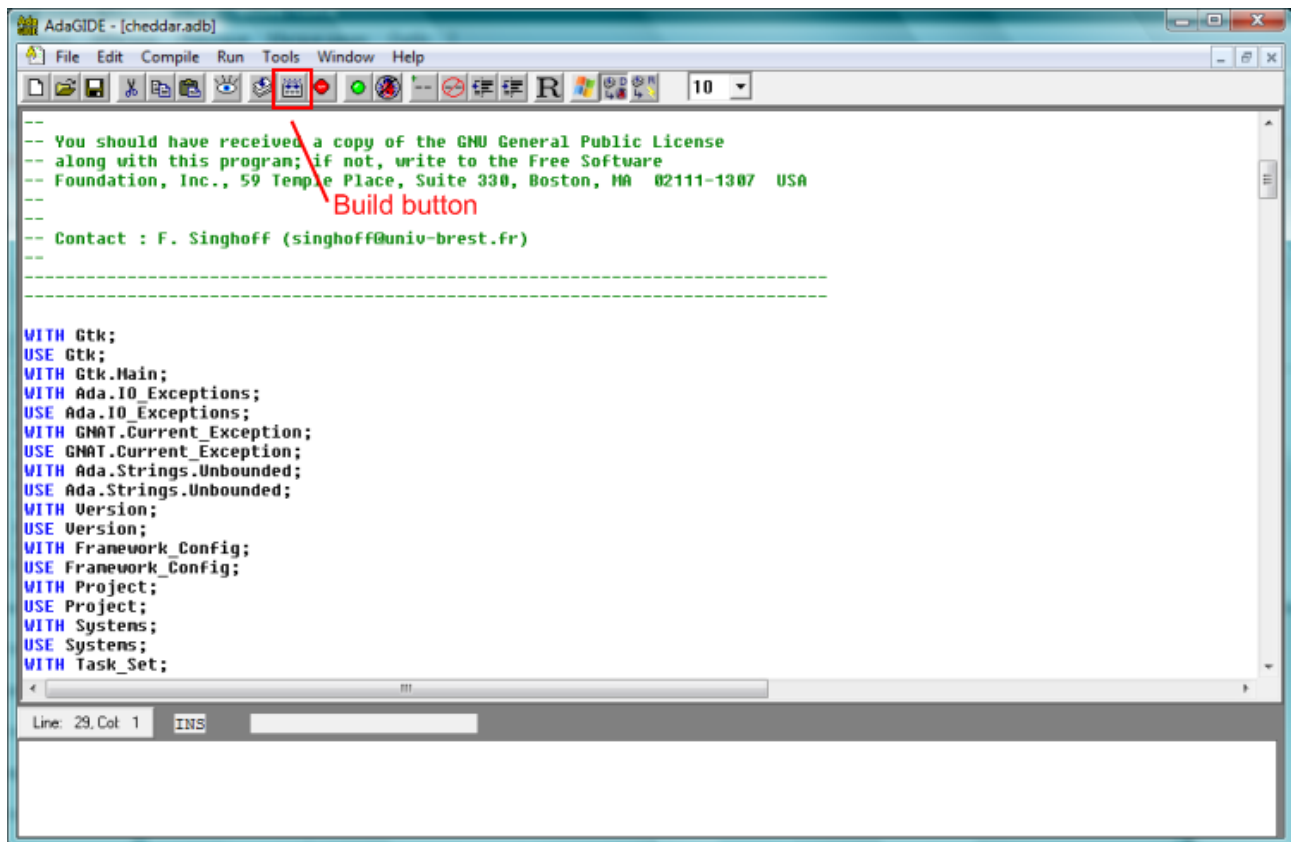 AdaGIDE - [cheddar.adb]
File Edit Compile Run Tools Window Help
R 10
--
-- You should have received a copy of the GNU General Public License
-- along with this program; if not, write to the Free Software
-- Foundation, Inc., 59 Temple Place, Suite 330, Boston, MA  02111-1307  USA
--
Build button
--
-- Contact : F. Singhoff (singhoff@univ-brest.fr)
--
------------------------------------------------------------------------------
------------------------------------------------------------------------------
WITH Gtk;
USE Gtk;
WITH Gtk.Main;
WITH Ada.IO_Exceptions;
USE Ada.IO_Exceptions;
WITH GNAT.Current_Exception;
USE GNAT.Current_Exception;
WITH Ada.Strings.Unbounded;
USE Ada.Strings.Unbounded;
WITH Version;
USE Version;
WITH Framework_Config;
USE Framework_Config;
WITH Project;
USE Project;
WITH Systems;
USE Systems;
WITH Task_Set;
Line: 29, Col: 1 INS